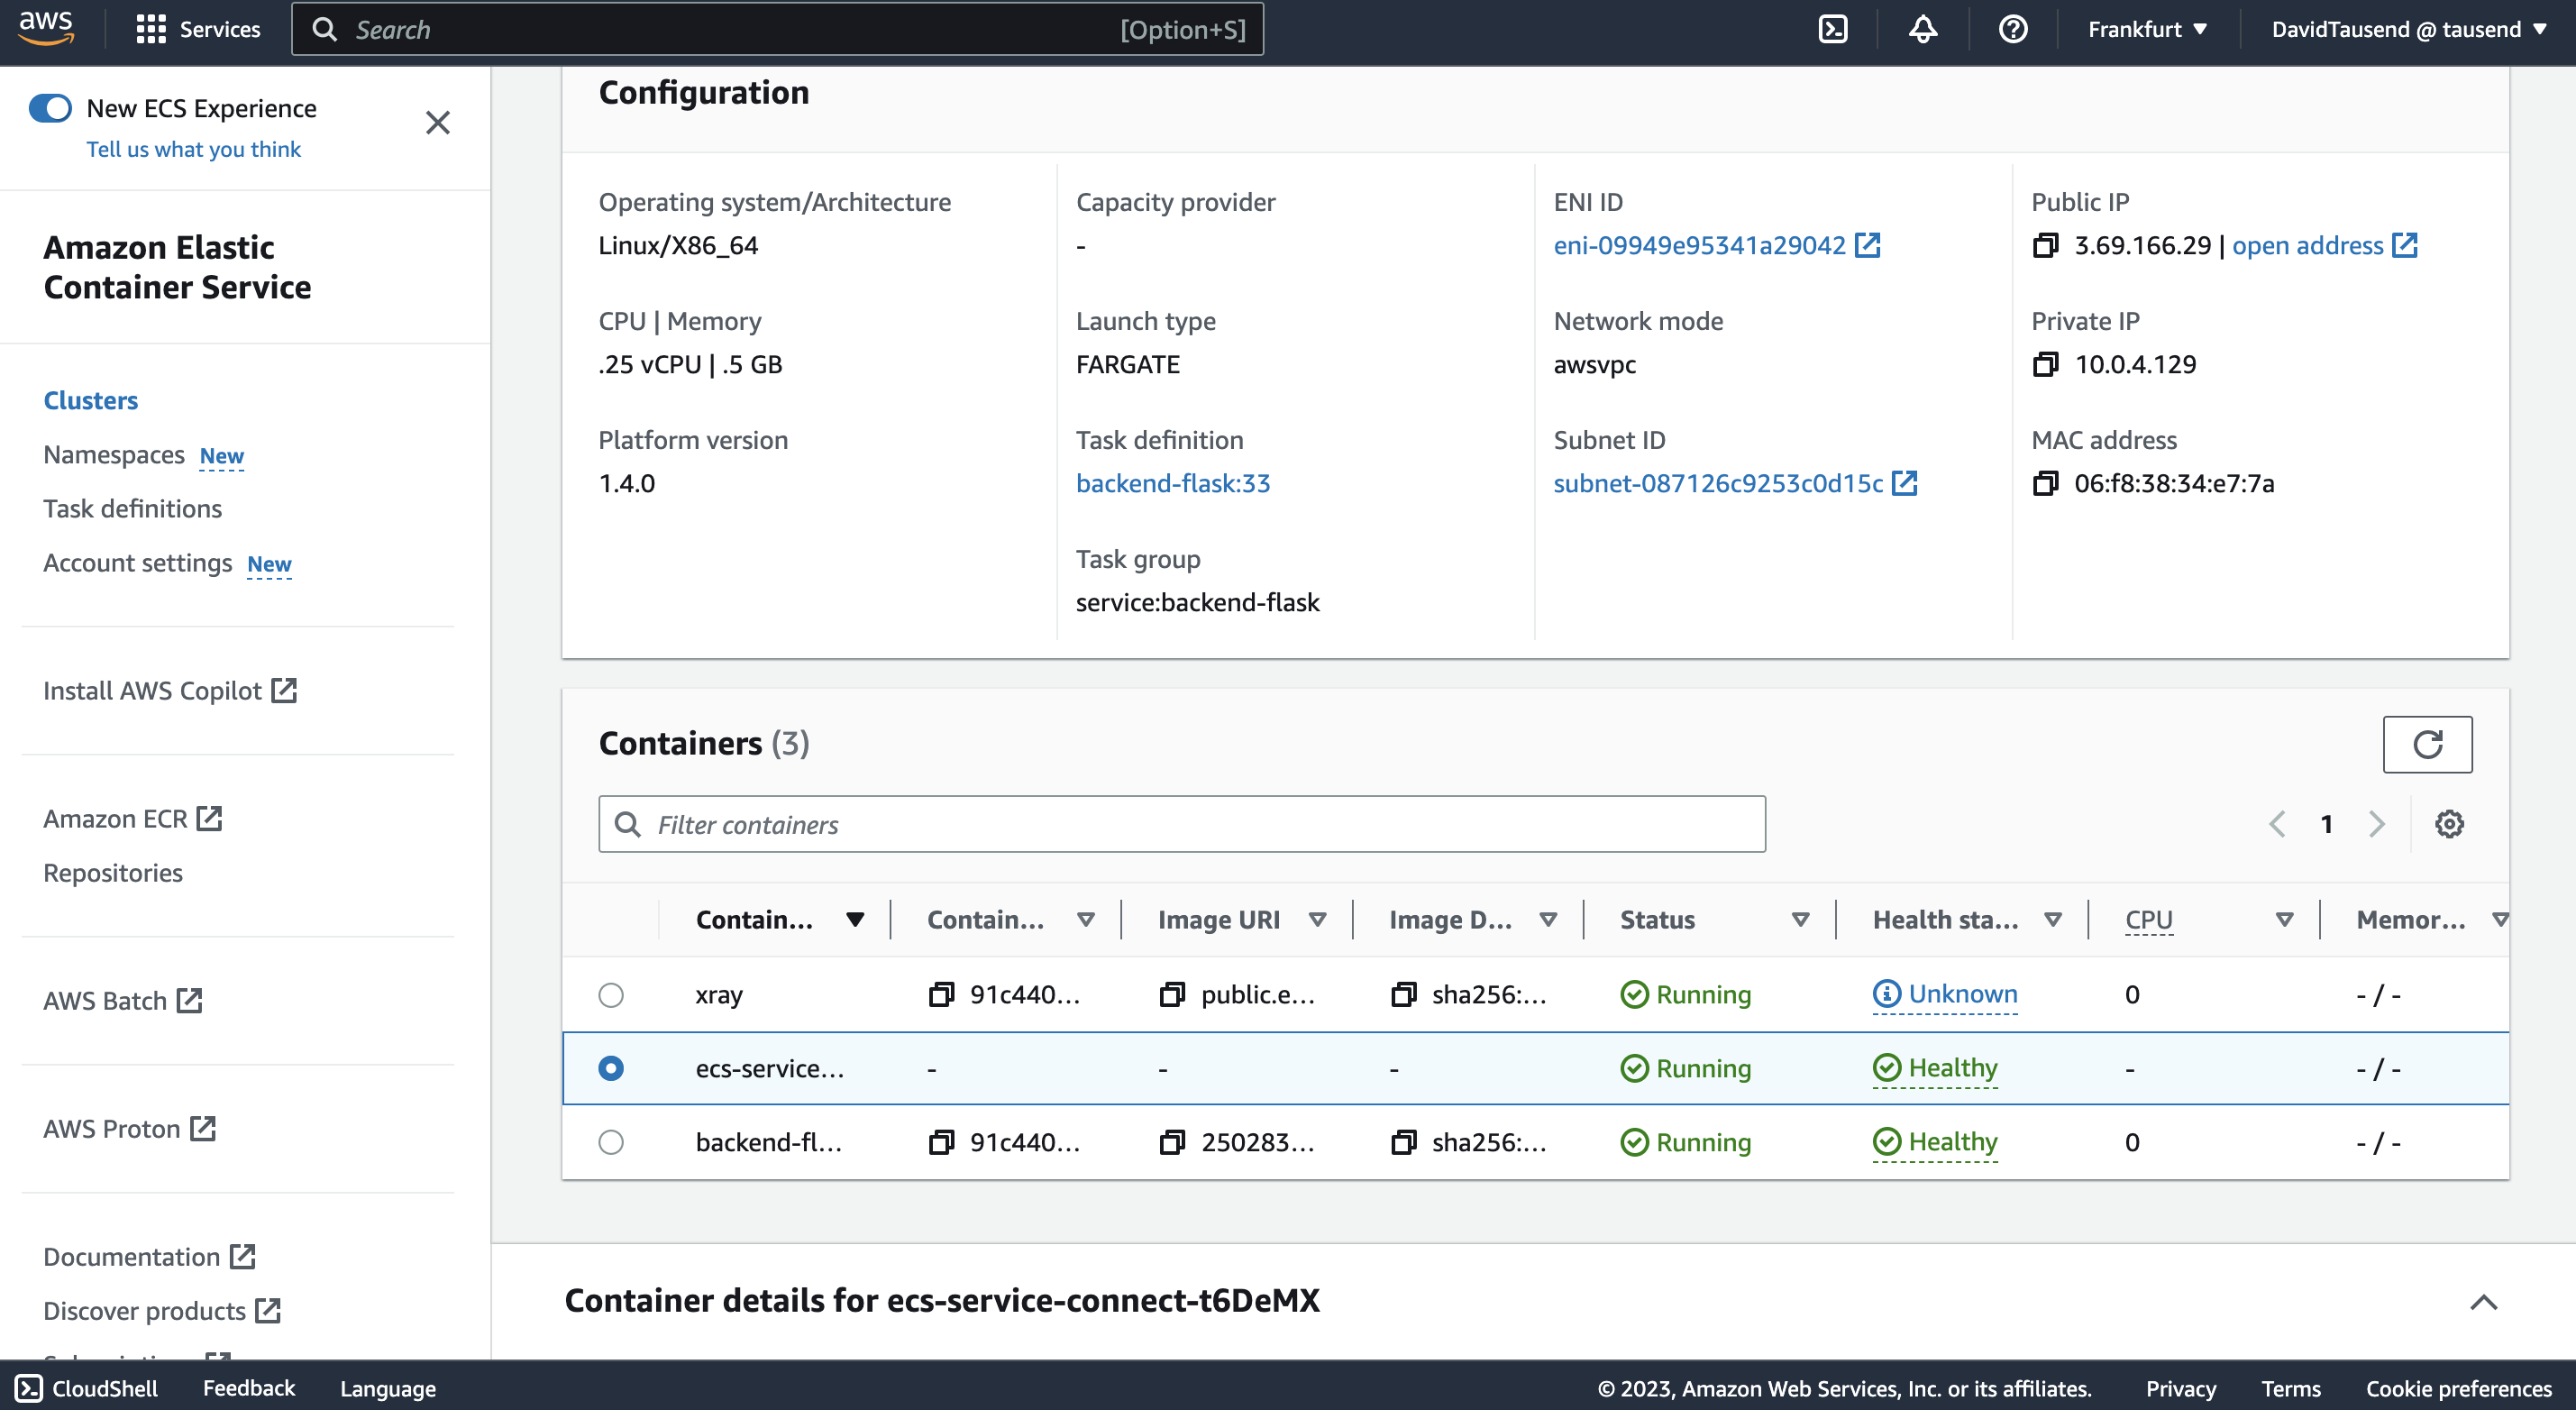 aws
Services
Search
[Option+S]
Frankfurt
DavidTausend @ tausend
New ECS Experience
Tell us what you think
Amazon Elastic
Container Service
Clusters
Namespaces New
Task definitions
Account settings New
Install AWS Copilot
Amazon ECR
Repositories
AWS Batch
AWS Proton
Documentation
Discover products
Configuration
Operating system/Architecture
Linux/X86_64
CPU | Memory
.25 vCPU | .5 GB
Platform version
1.4.0
Capacity provider
-
Launch type
FARGATE
Task definition
backend-flask:33
Task group
service:backend-flask
ENI ID
eni-09949e95341a29042
Network mode
awsvpc
Subnet ID
subnet-087126c9253c0d15c
Public IP
3.69.166.29 | open address
Private IP
10.0.4.129
MAC address
06:f8:38:34:e7:7a
Containers (3)
Filter containers
1
Contain... Contain... Image URI Image D... Status Health sta... CPU Memor...
xray 91c440... public.e... sha256:... Running Unknown 0 - / -
ecs-service... - - - Running Healthy - - / -
backend-fl... 91c440... 250283... sha256:... Running Healthy 0 - / -
Container details for ecs-service-connect-t6DeMX
CloudShell
Feedback
Language
© 2023, Amazon Web Services, Inc. or its affiliates.
Privacy
Terms
Cookie preferences